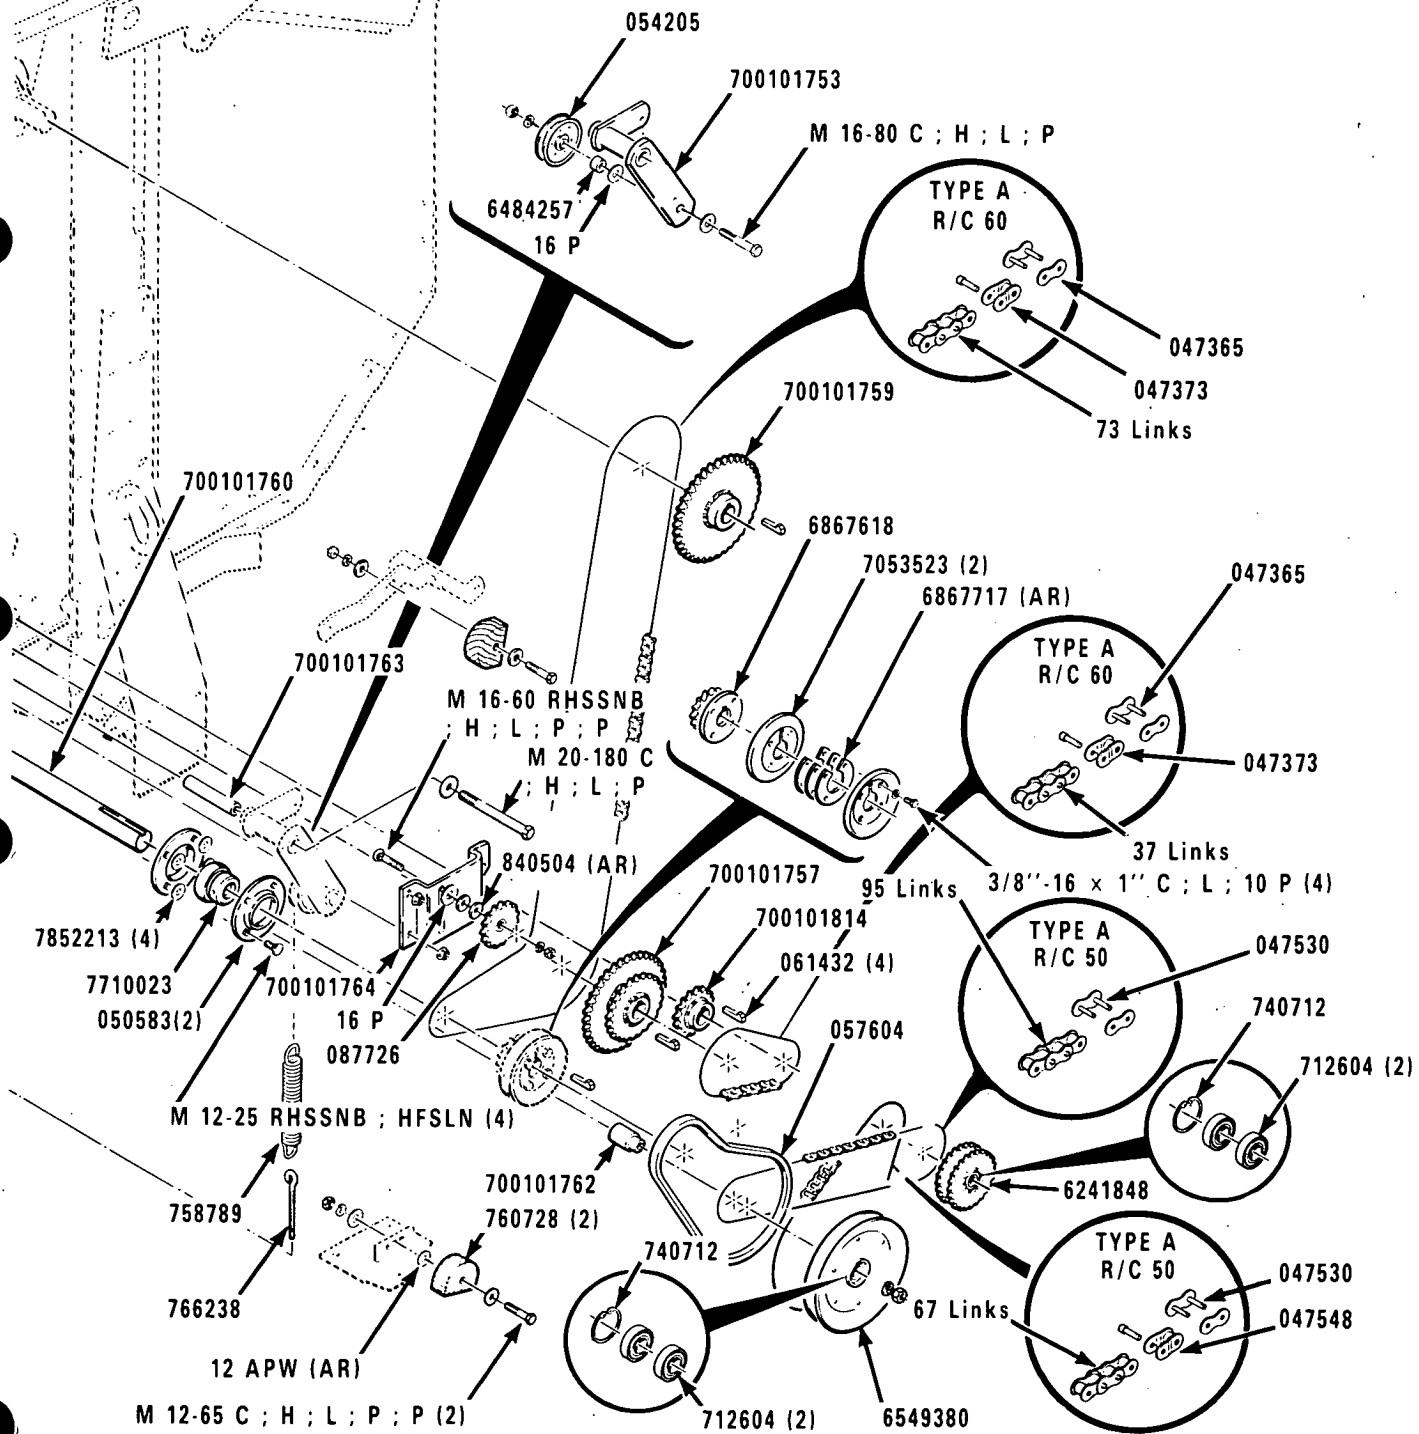 054205
700101753
M 16-80 C ; H ; L ; P
TYPE A
R/C 60
6484257
16 P
047365
047373
73 Links
700101759
700101760
6867618
7053523 (2)
6867717 (AR)
047365
TYPE A
R/C 60
700101763
M 16-60 RHSSNB
; H ; L ; P ; P
M 20-180 C
; H ; L ; P
047373
37 Links
3/8''-16 × 1'' C ; L ; 10 P (4)
95 Links
840504 (AR)
700101757
700101814
061432 (4)
TYPE A
R/C 50
047530
7852213 (4)
7710023
050583(2)
700101764
16 P
087726
057604
740712
712604 (2)
M 12-25 RHSSNB ; HFSLN (4)
758789
700101762
760728 (2)
6241848
740712
TYPE A
R/C 50
047530
047548
67 Links
766238
12 APW (AR)
M 12-65 C ; H ; L ; P ; P (2)
712604 (2)
6549380